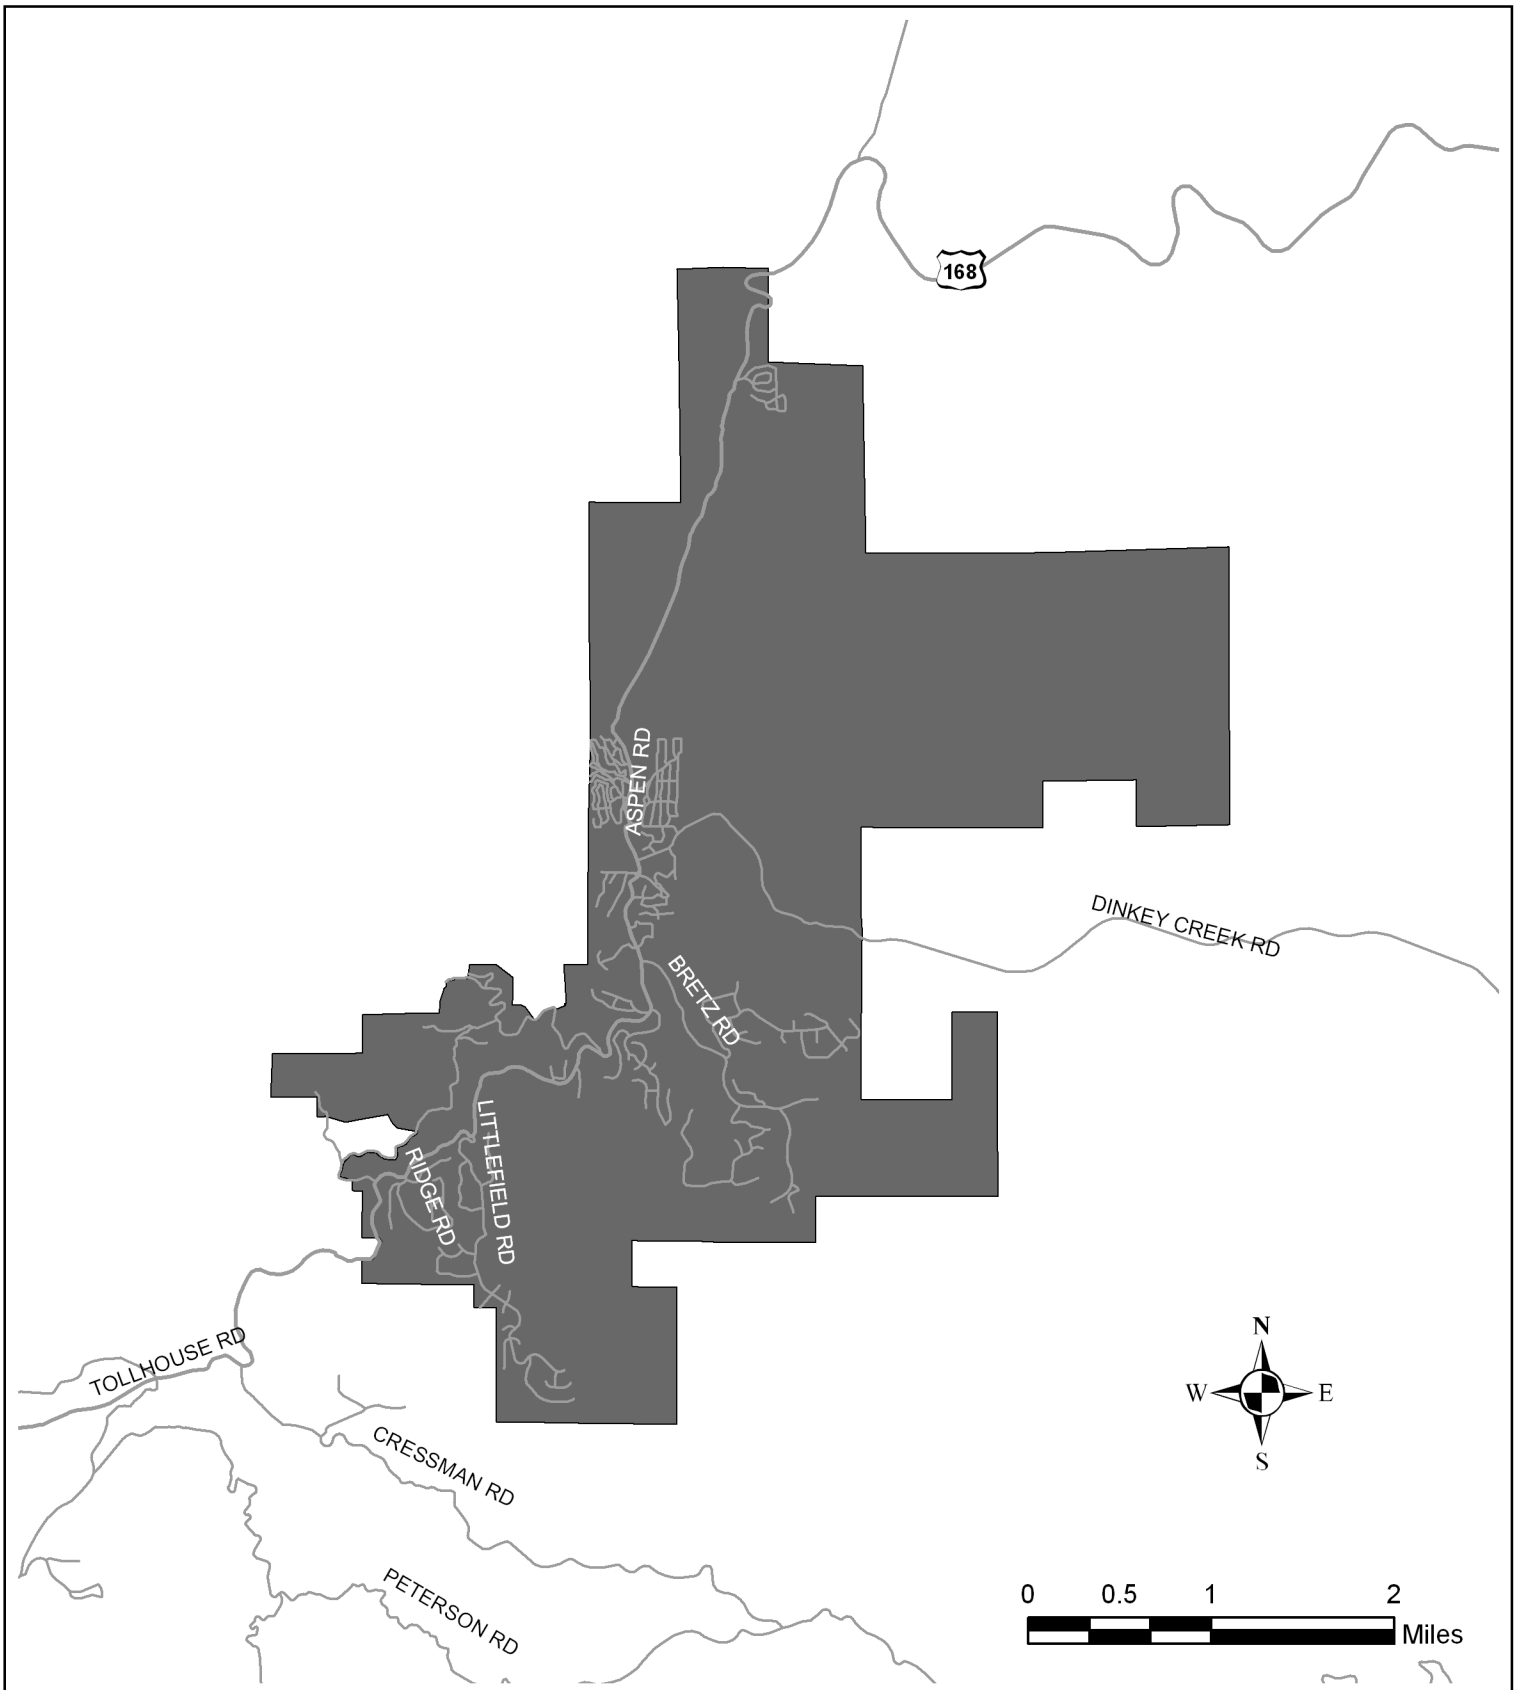 168
ASPEN RD
DINKEY CREEK RD
BRETZ RD
LITTLEFIELD RD
RIDGE RD
TOLLHOUSE RD
N
W E
S
CRESSMAN RD
PETERSON RD
0 0.5 1 2
Miles